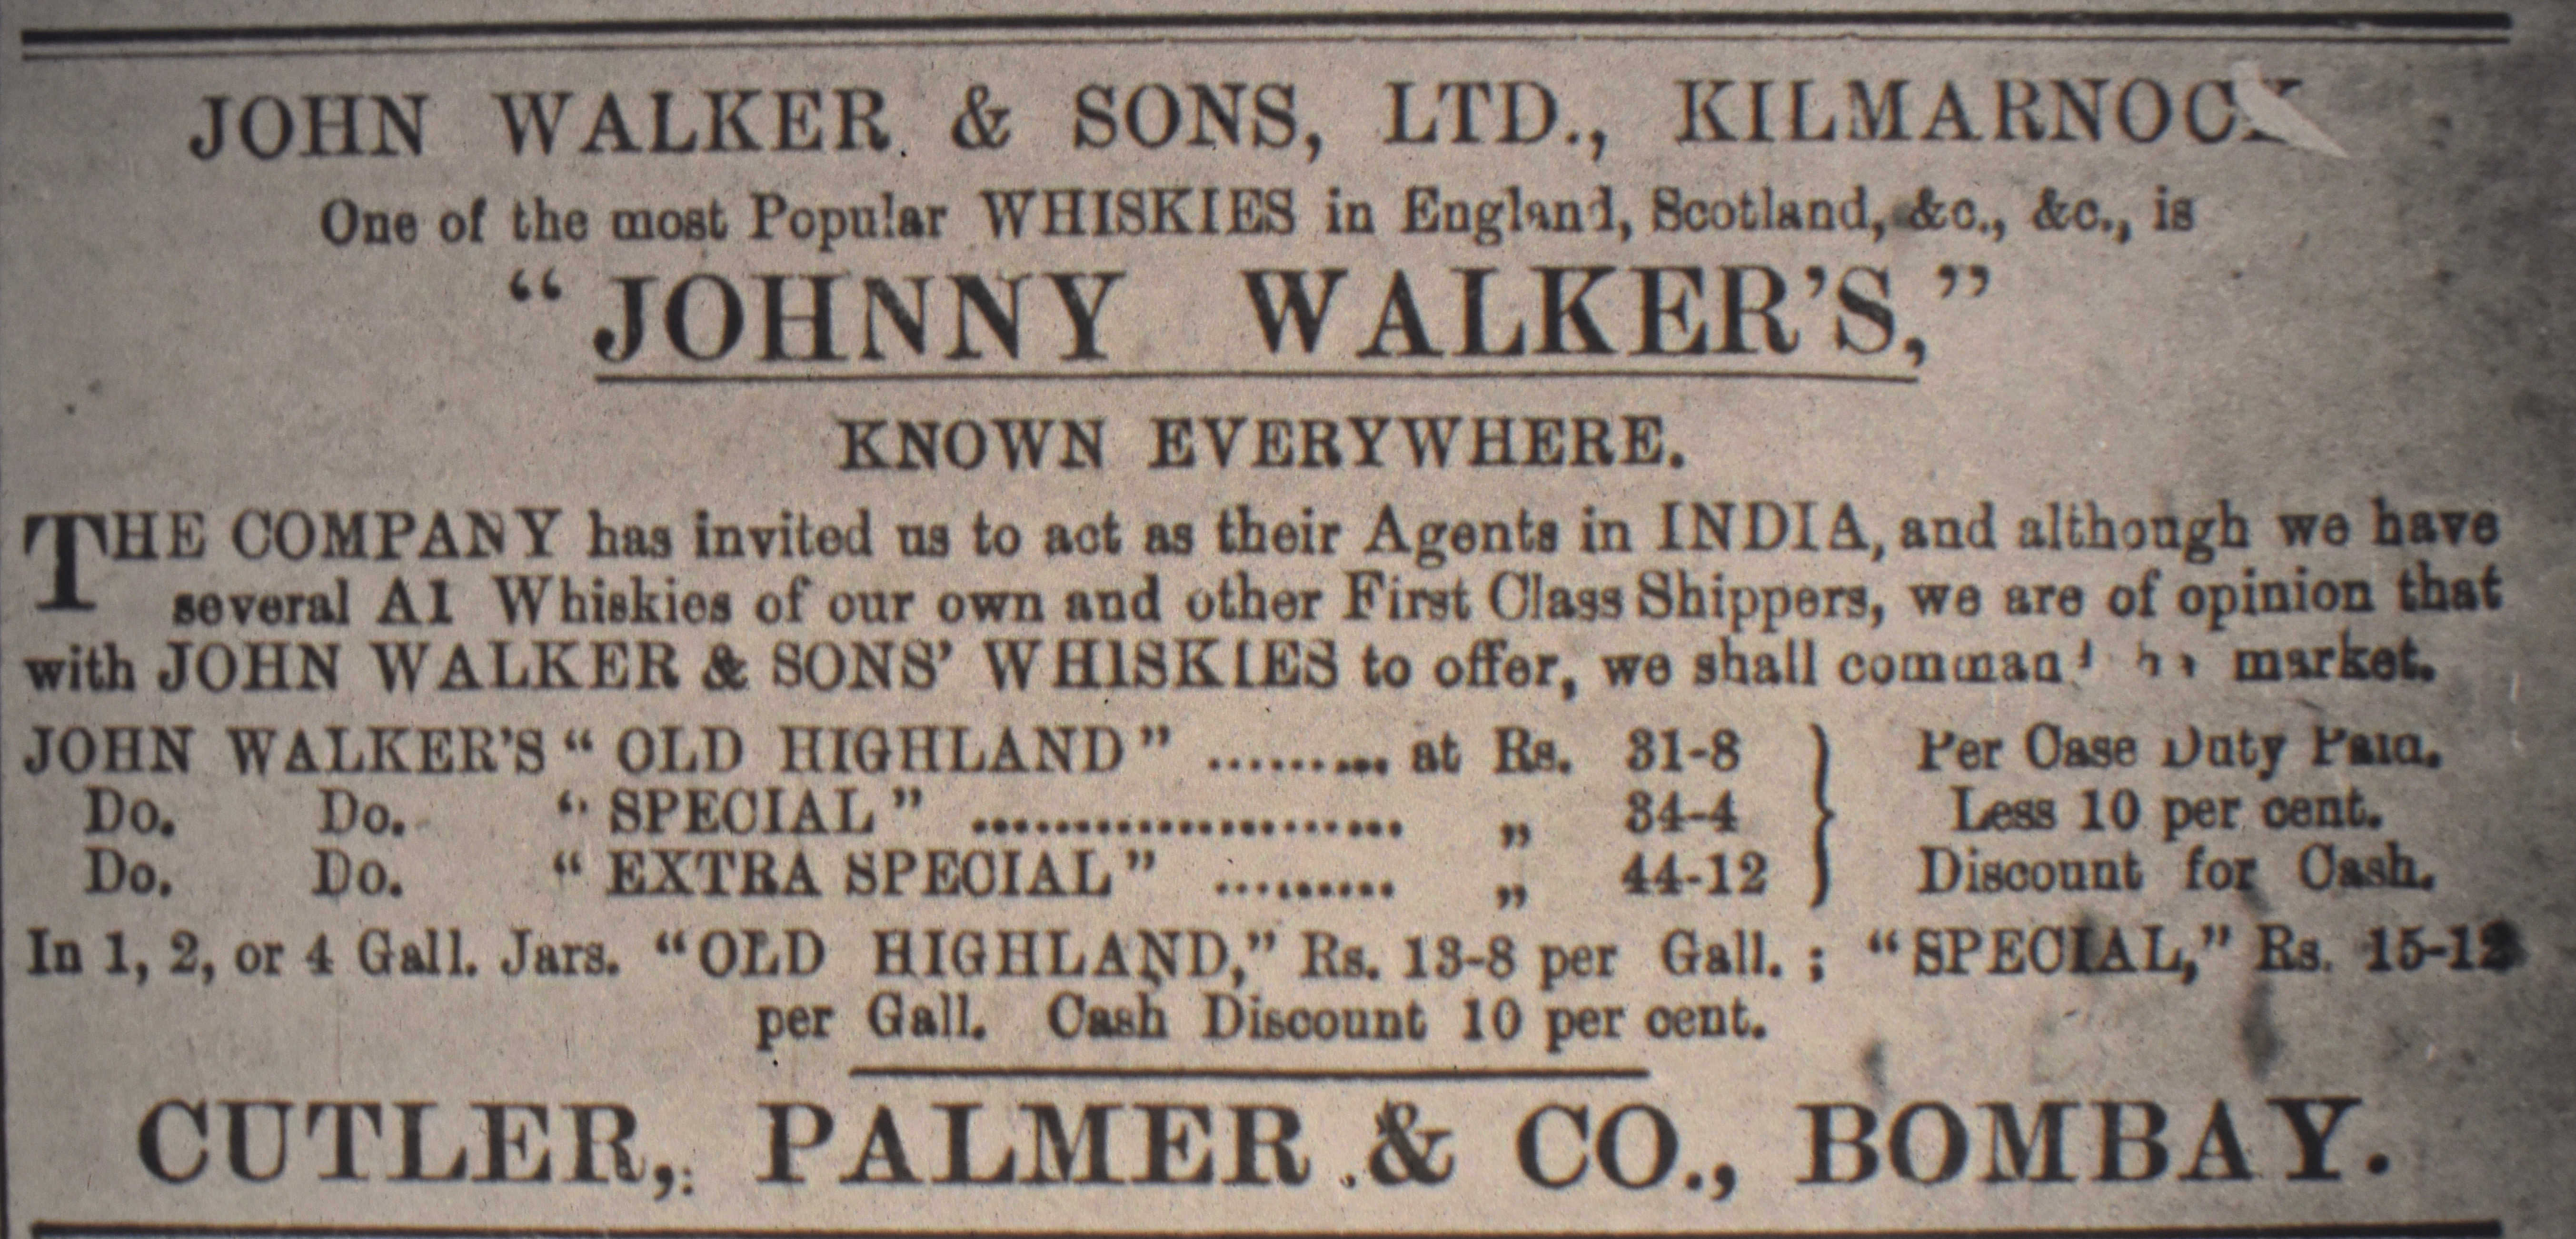 JOHN WALKER & SONS, LTD., KILMARNOCK
One of the most Popular WHISKIES in England, Scotland, &c., &c., is
"JOHNNY WALKER'S,"
KNOWN EVERYWHERE.
THE COMPANY has invited us to act as their Agents in INDIA, and although we have
several A1 Whiskies of our own and other First Class Shippers, we are of opinion that
with JOHN WALKER & SONS' WHISKIES to offer, we shall command market.
JOHN WALKER'S "OLD HIGHLAND" ......... at Rs. 31-8 } Per Case Duty Paid.
Do. Do. "SPECIAL" ..................... „ 34-4 } Less 10 per cent.
Do. Do. "EXTRA SPECIAL" ......... „ 44-12 } Discount for Cash.
In 1, 2, or 4 Gall. Jars. "OLD HIGHLAND," Rs. 13-8 per Gall. ; "SPECIAL," Rs. 15-12
per Gall. Cash Discount 10 per cent.
CUTLER, PALMER & CO., BOMBAY.